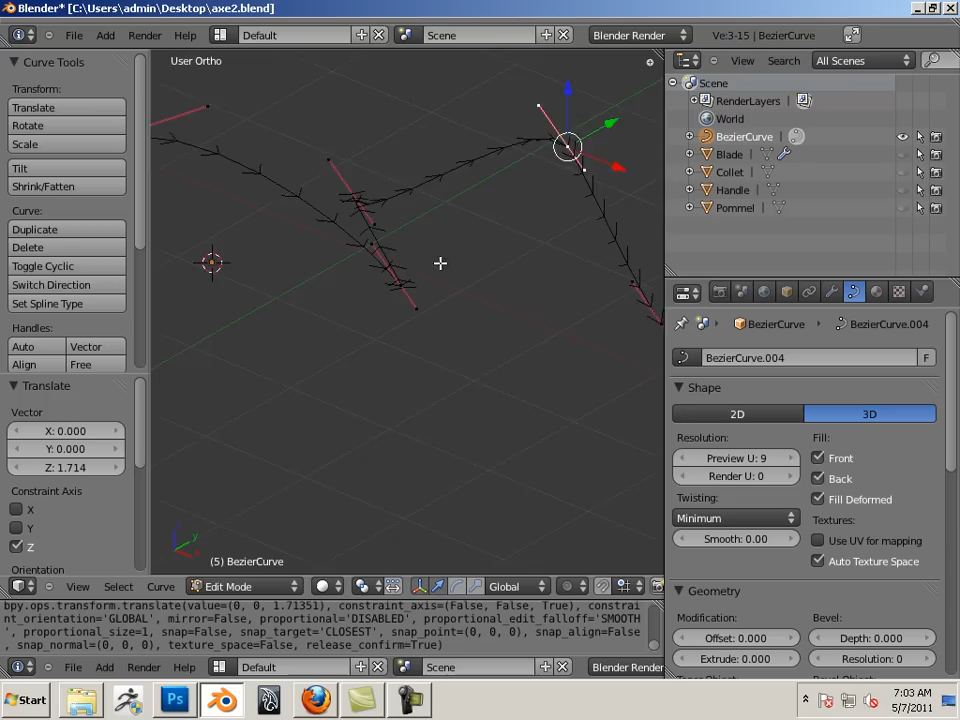 Blender* [C:\Users\admin\Desktop\axe2.blend]
File Add Render Help Default Scene Blender Render Ve:3-15 | BezierCurve
Curve Tools
Transform:
Translate
Rotate
Scale
Tilt
Shrink/Fatten
Curve:
Duplicate
Delete
Toggle Cyclic
Switch Direction
Set Spline Type
Handles:
Auto Vector
Align Free
Translate
Vector
X: 0.000
Y: 0.000
Z: 1.714
Constraint Axis
X
Y
Z
Orientation
User Ortho
z
y
(5) BezierCurve
View Select Curve Edit Mode Global
bpy.ops.transform.translate(value=(0, 0, 1.71351), constraint_axis=(False, False, True), constrai
nt_orientation='GLOBAL', mirror=False, proportional='DISABLED', proportional_edit_falloff='SMOOTH
', proportional_size=1, snap=False, snap_target='CLOSEST', snap_point=(0, 0, 0), snap_align=False
, snap_normal=(0, 0, 0), texture_space=False, release_confirm=True)
File Add Render Help Default Scene Blender Render
View Search All Scenes
Scene
RenderLayers
World
BezierCurve
Blade
Collet
Handle
Pommel
BezierCurve BezierCurve.004
BezierCurve.004 F
Shape
2D 3D
Resolution: Fill:
Preview U: 9 Front
Render U: 0 Back
Fill Deformed
Twisting:
Minimum Textures:
Smooth: 0.00 Use UV for mapping
Auto Texture Space
Geometry
Modification: Bevel:
Offset: 0.000 Depth: 0.000
Extrude: 0.000 Resolution: 0
Start Ps 7:03 AM
5/7/2011